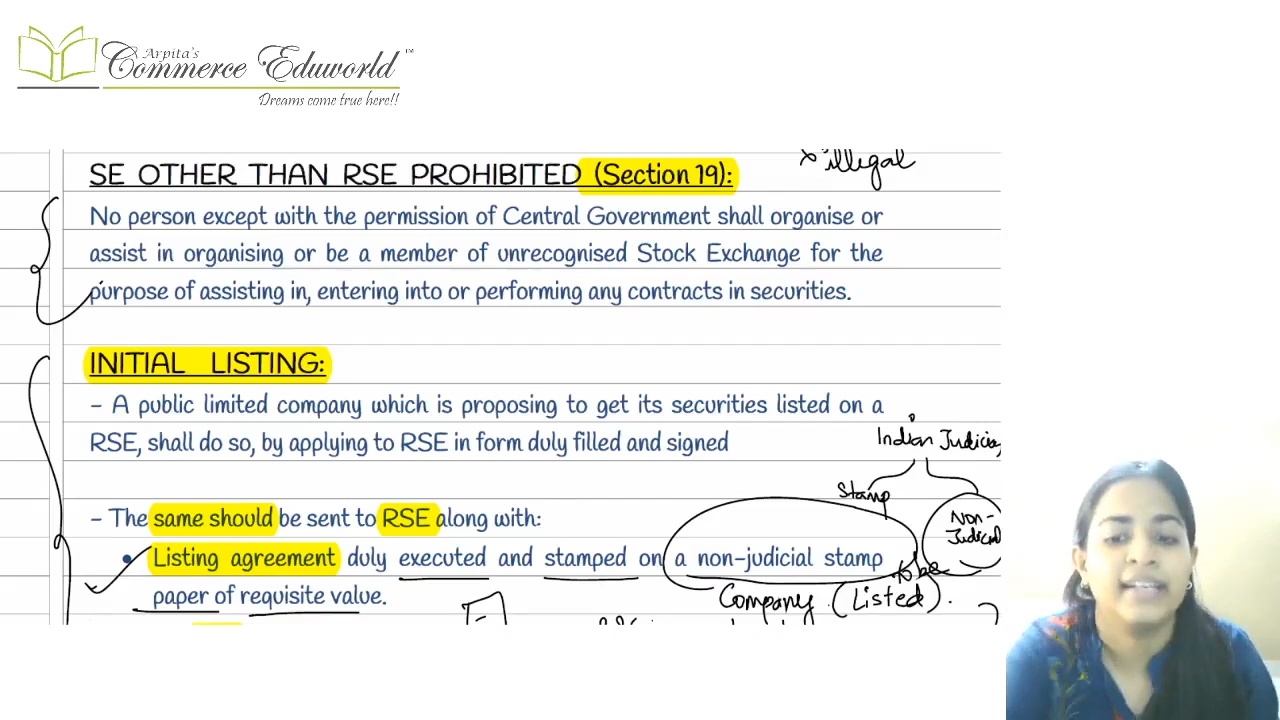 Arpita's
Commerce Eduworld™
Dreams come true here!!
illegal
SE OTHER THAN RSE PROHIBITED (Section 19):
No person except with the permission of Central Government shall organise or
assist in organising or be a member of unrecognised Stock Exchange for the
purpose of assisting in, entering into or performing any contracts in securities.
INITIAL LISTING:
- A public limited company which is proposing to get its securities listed on a
RSE, shall do so, by applying to RSE in form duly filled and signed
Indian Judicia
Stamp
Non-
Judicial
- The same should be sent to RSE along with:
• Listing agreement duly executed and stamped on a non-judicial stamp
paper of requisite value.
to be
Company (Listed).